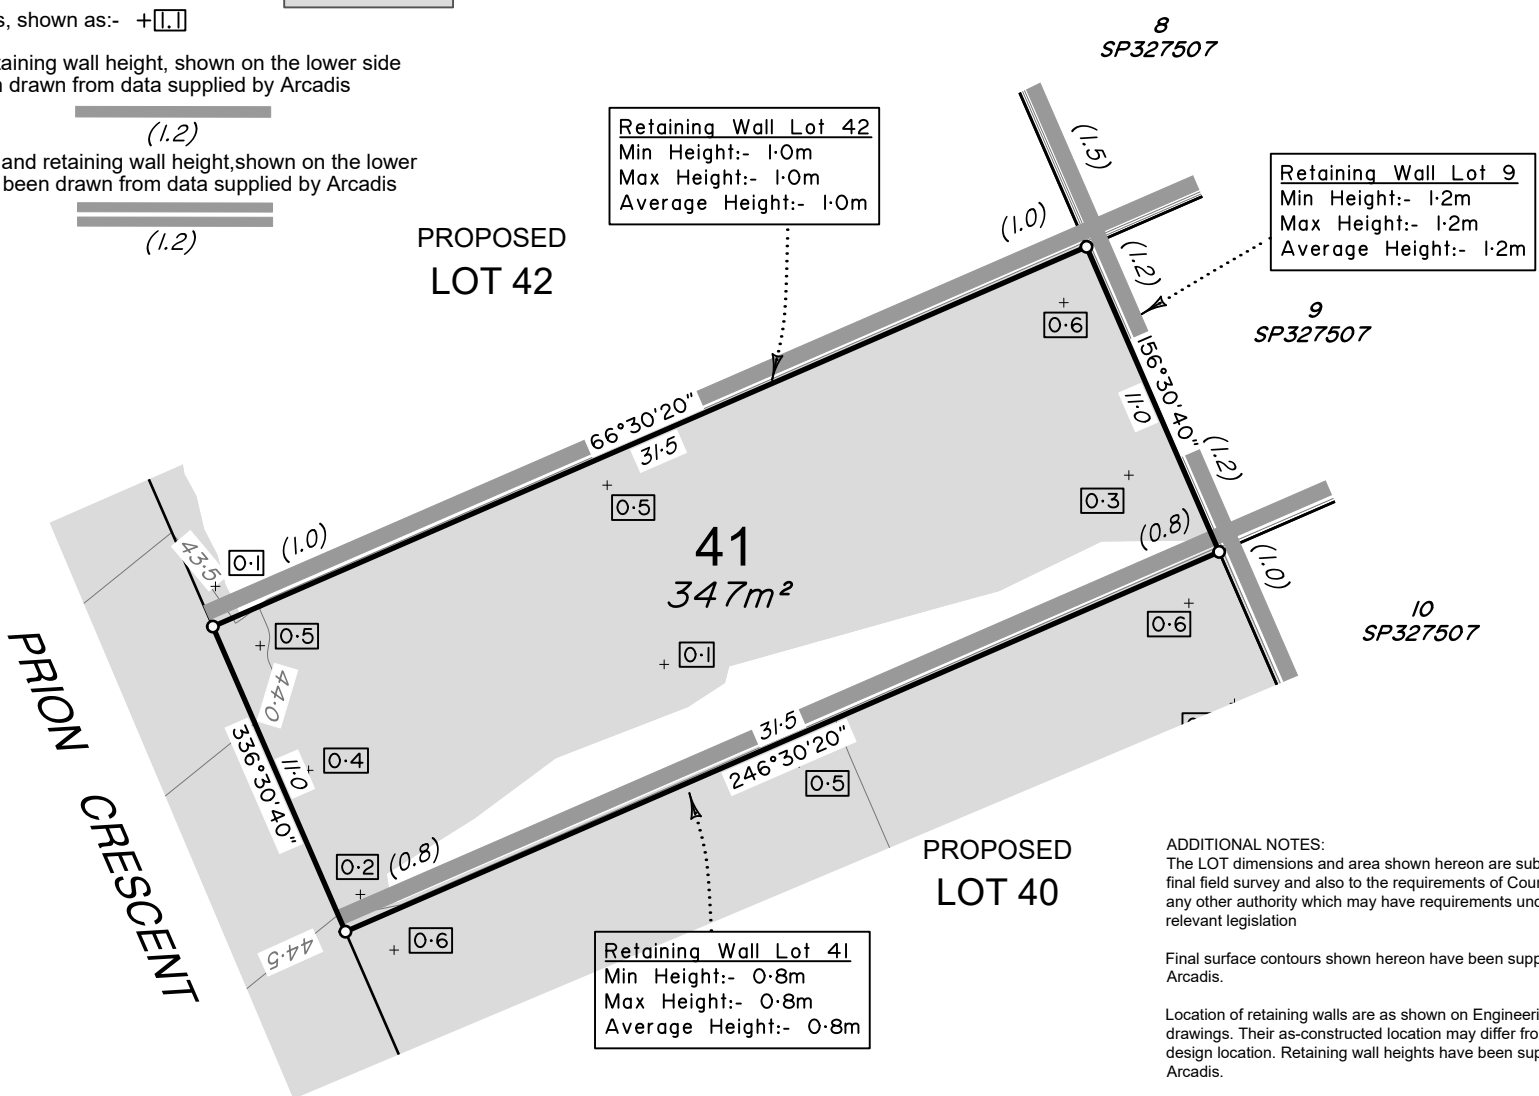 s, shown as:- +1.1
taining wall height, shown on the lower side
n drawn from data supplied by Arcadis
(1.2)
and retaining wall height,shown on the lower
been drawn from data supplied by Arcadis
(1.2)
PROPOSED
LOT 42
Retaining Wall Lot 42
Min Height:- 1·0m
Max Height:- 1·0m
Average Height:- 1·0m
8
SP327507
(1.5)
(1.0)
(1.2)
Retaining Wall Lot 9
Min Height:- 1·2m
Max Height:- 1·2m
Average Height:- 1·2m
9
SP327507
0·6
66°30'20"
31·5
156°30'40"
11·0
(1.2)
0·5
0·3
(0.8)
(1.0)
(1.0)
43·5
0·1
41
347m²
0·5
0·1
0·6
10
SP327507
44·0
PRION CRESCENT
336°30'40"
11·0
0·4
31·5
246°30'20"
0·5
0·2
(0.8)
44·5
0·6
PROPOSED
LOT 40
Retaining Wall Lot 41
Min Height:- 0·8m
Max Height:- 0·8m
Average Height:- 0·8m
ADDITIONAL NOTES:
The LOT dimensions and area shown hereon are sub
final field survey and also to the requirements of Cou
any other authority which may have requirements und
relevant legislation
Final surface contours shown hereon have been supp
Arcadis.
Location of retaining walls are as shown on Engineeri
drawings. Their as-constructed location may differ fro
design location. Retaining wall heights have been sup
Arcadis.